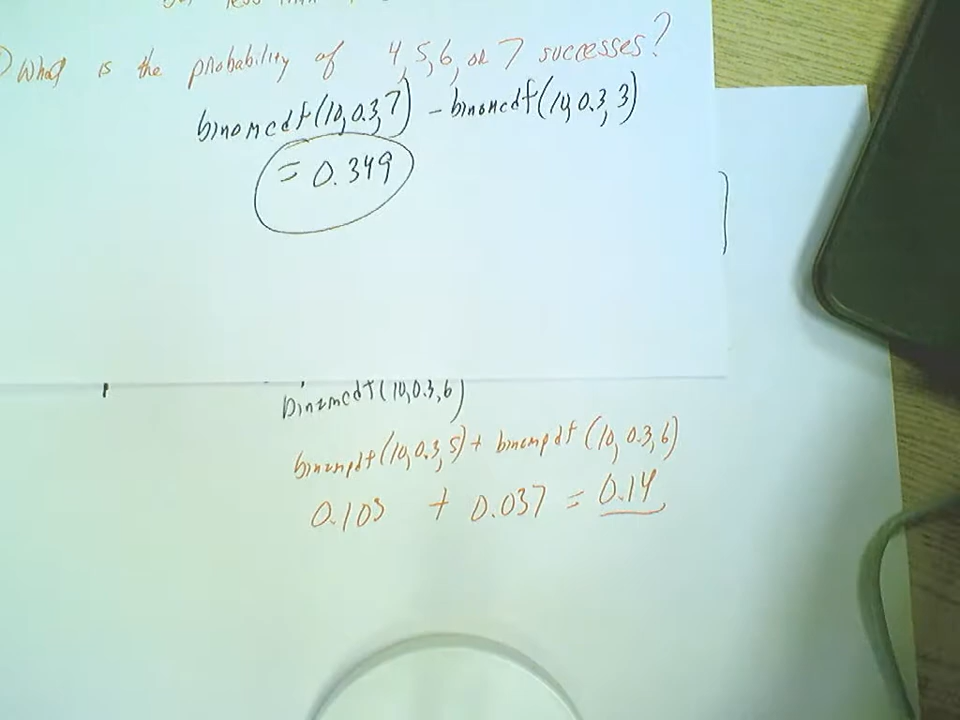 What is the probability of 4, 5, 6, or 7 successes?
binomcdf(10, 0.3, 7) - binomcdf(10, 0.3, 3)
= 0.349
binomcdf(10, 0.3, 6)
binompdf(10, 0.3, 5) + binompdf(10, 0.3, 6)
0.103 + 0.037 = 0.14